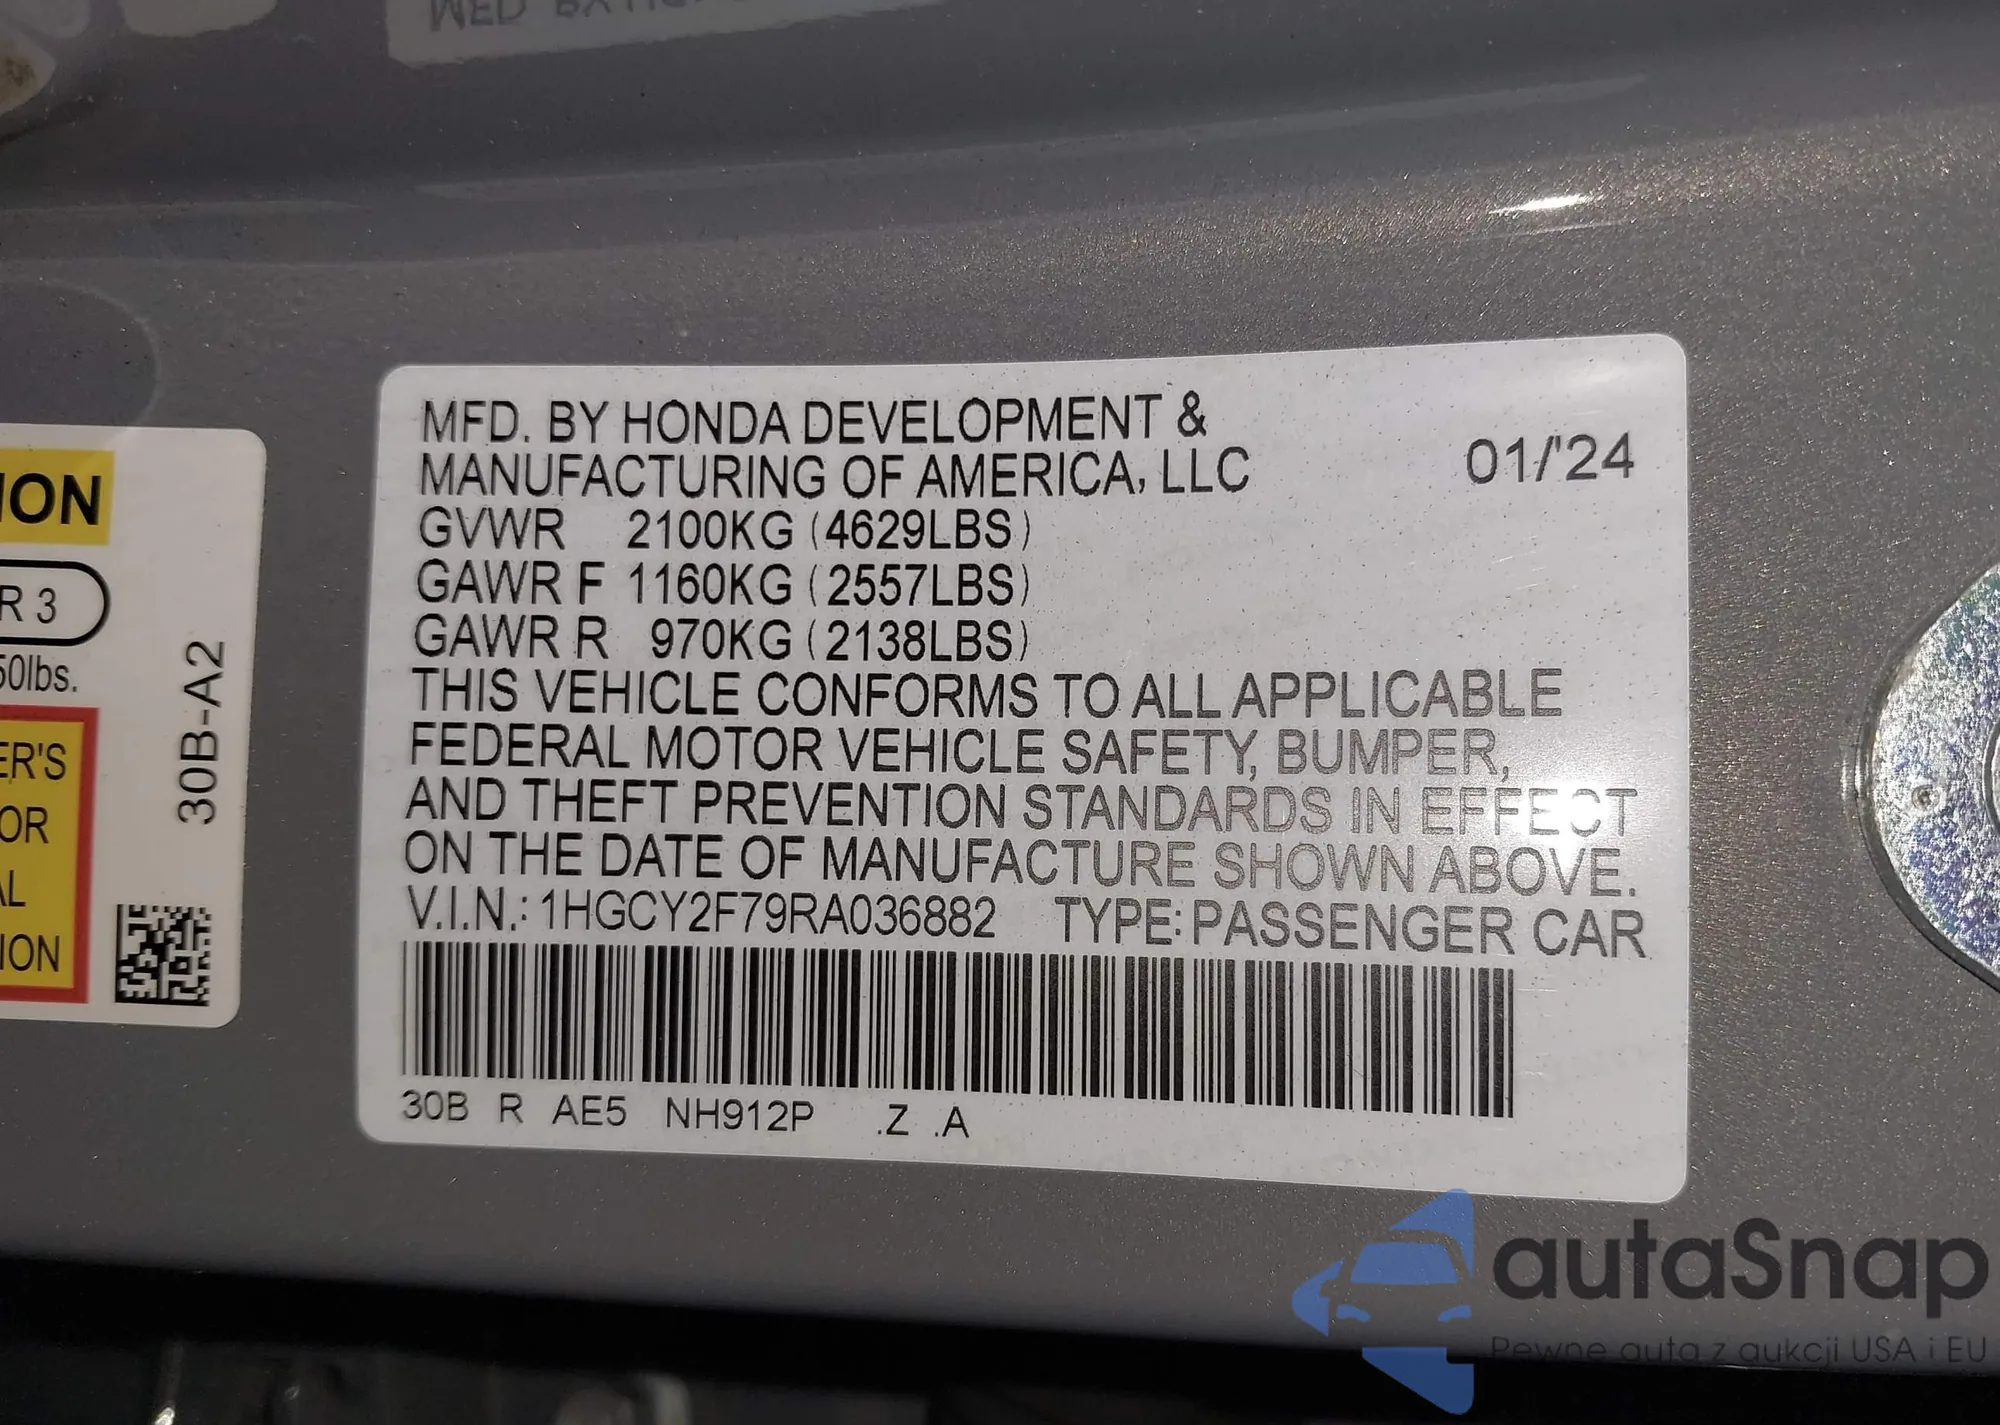 MFD. BY HONDA DEVELOPMENT &
MANUFACTURING OF AMERICA, LLC
01/'24
GVWR 2100KG (4629LBS)
GAWR F 1160KG (2557LBS)
GAWR R 970KG (2138LBS)
THIS VEHICLE CONFORMS TO ALL APPLICABLE
FEDERAL MOTOR VEHICLE SAFETY, BUMPER,
AND THEFT PREVENTION STANDARDS IN EFFECT
ON THE DATE OF MANUFACTURE SHOWN ABOVE.
V.I.N.: 1HGCY2F79RA036882 TYPE: PASSENGER CAR
30B R AE5 NH912P .Z .A
ION
R 3
50lbs.
ER'S
OR
AL
ION
30B-A2
autaSnap
Pewne auta z aukcji USA i EU